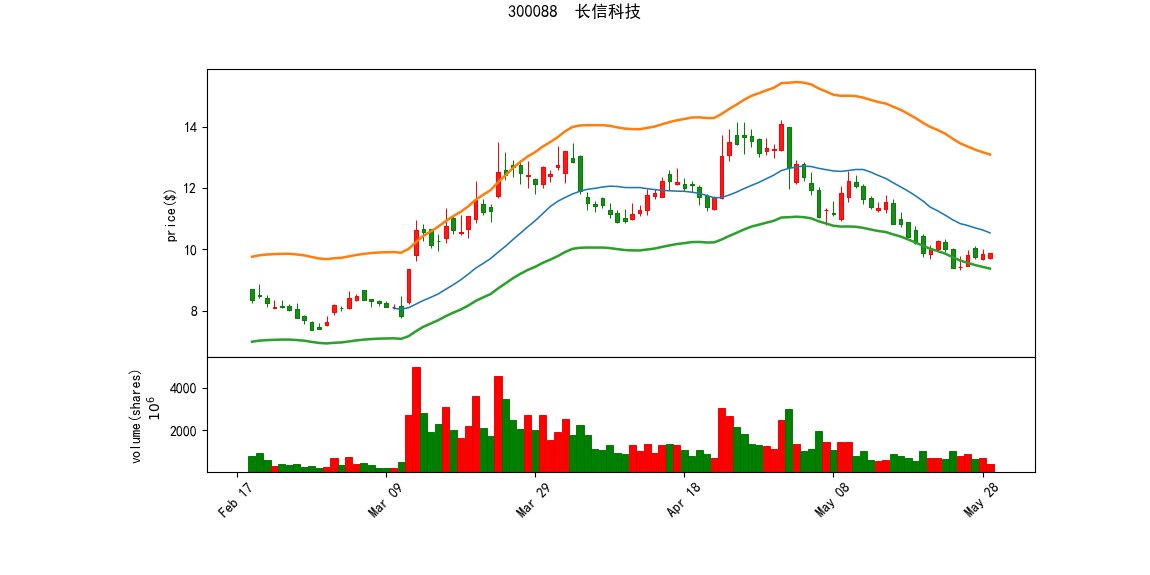 300088 长信科技
14
12
10
8
price($)
4000
2000
volume(shares)
10^6
Feb 17
Mar 09
Mar 29
Apr 18
May 08
May 28